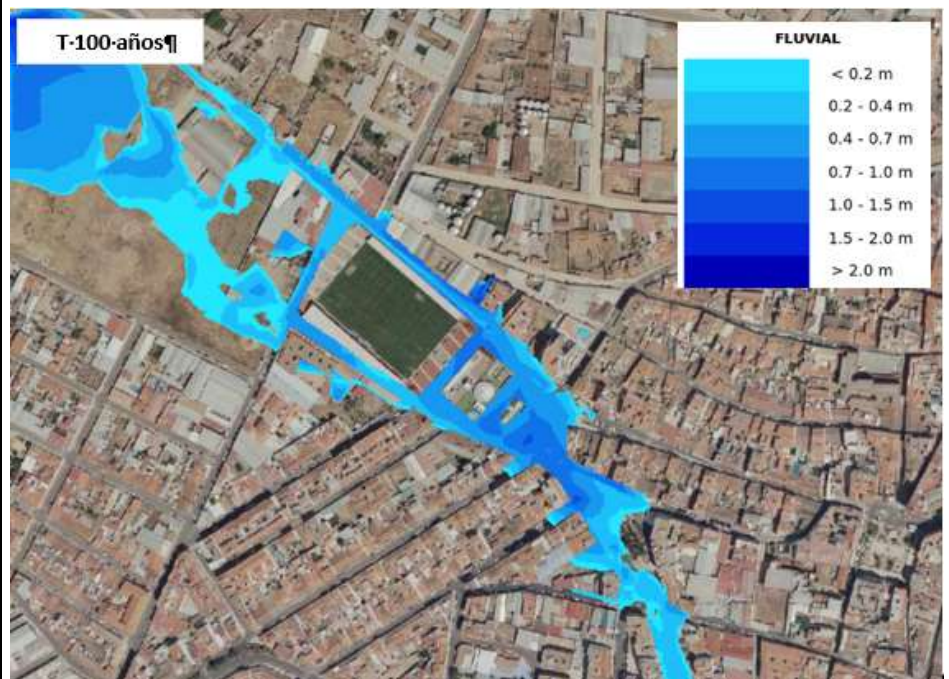 T·100·años¶
FLUVIAL
< 0.2 m
0.2 - 0.4 m
0.4 - 0.7 m
0.7 - 1.0 m
1.0 - 1.5 m
1.5 - 2.0 m
> 2.0 m